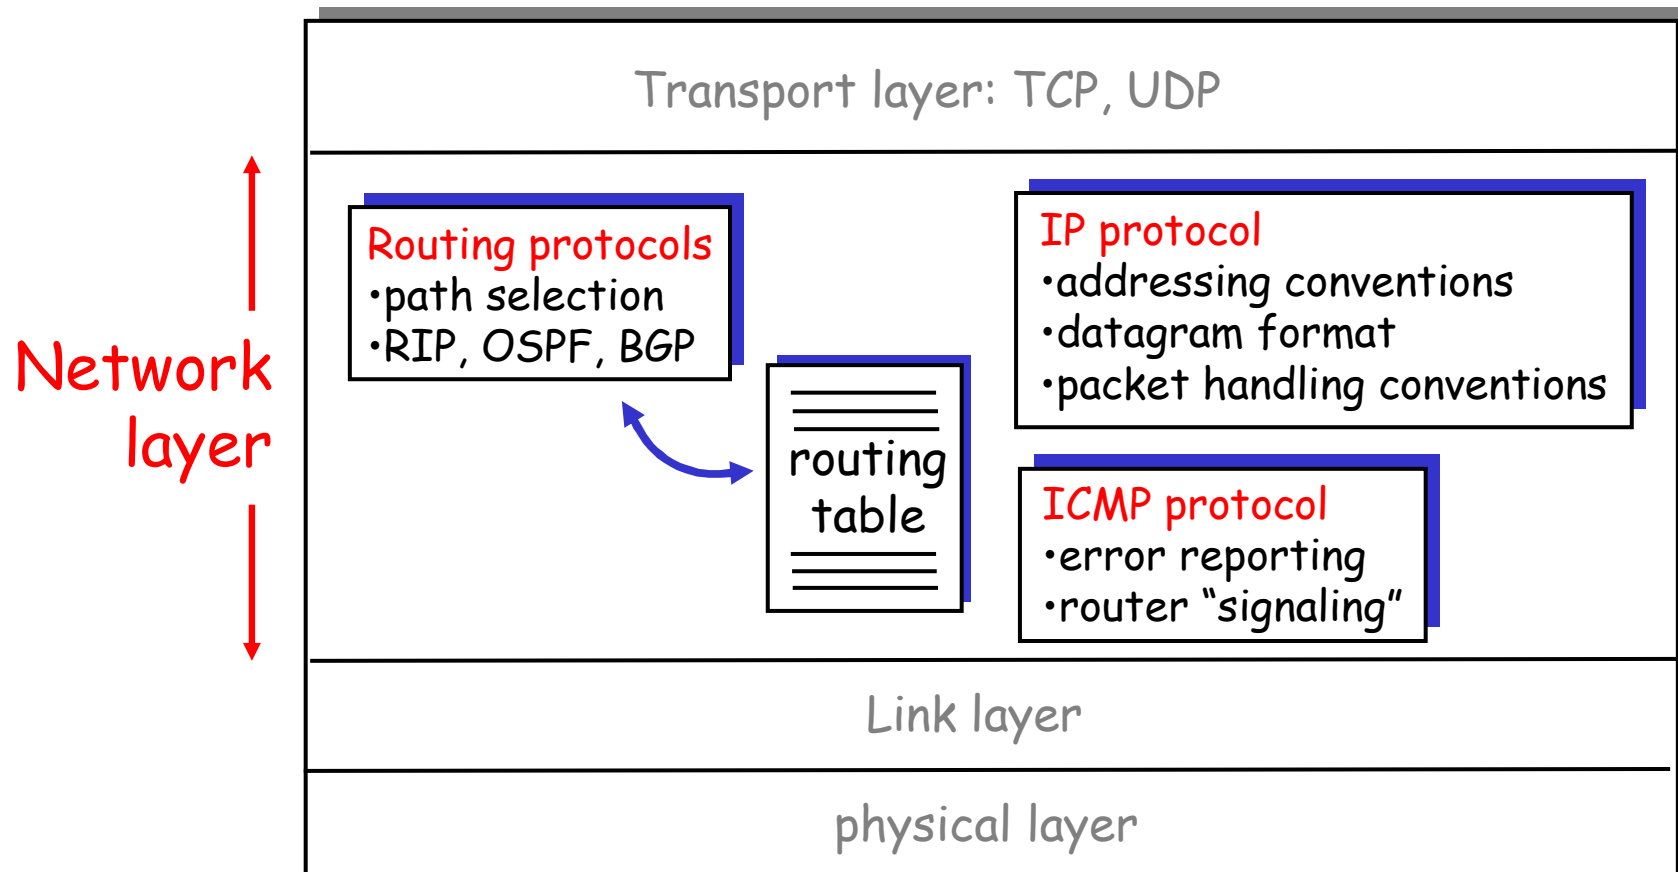 Transport layer: TCP, UDP
Network
layer
Routing protocols
•path selection
•RIP, OSPF, BGP
routing
table
IP protocol
•addressing conventions
•datagram format
•packet handling conventions
ICMP protocol
•error reporting
•router “signaling”
Link layer
physical layer